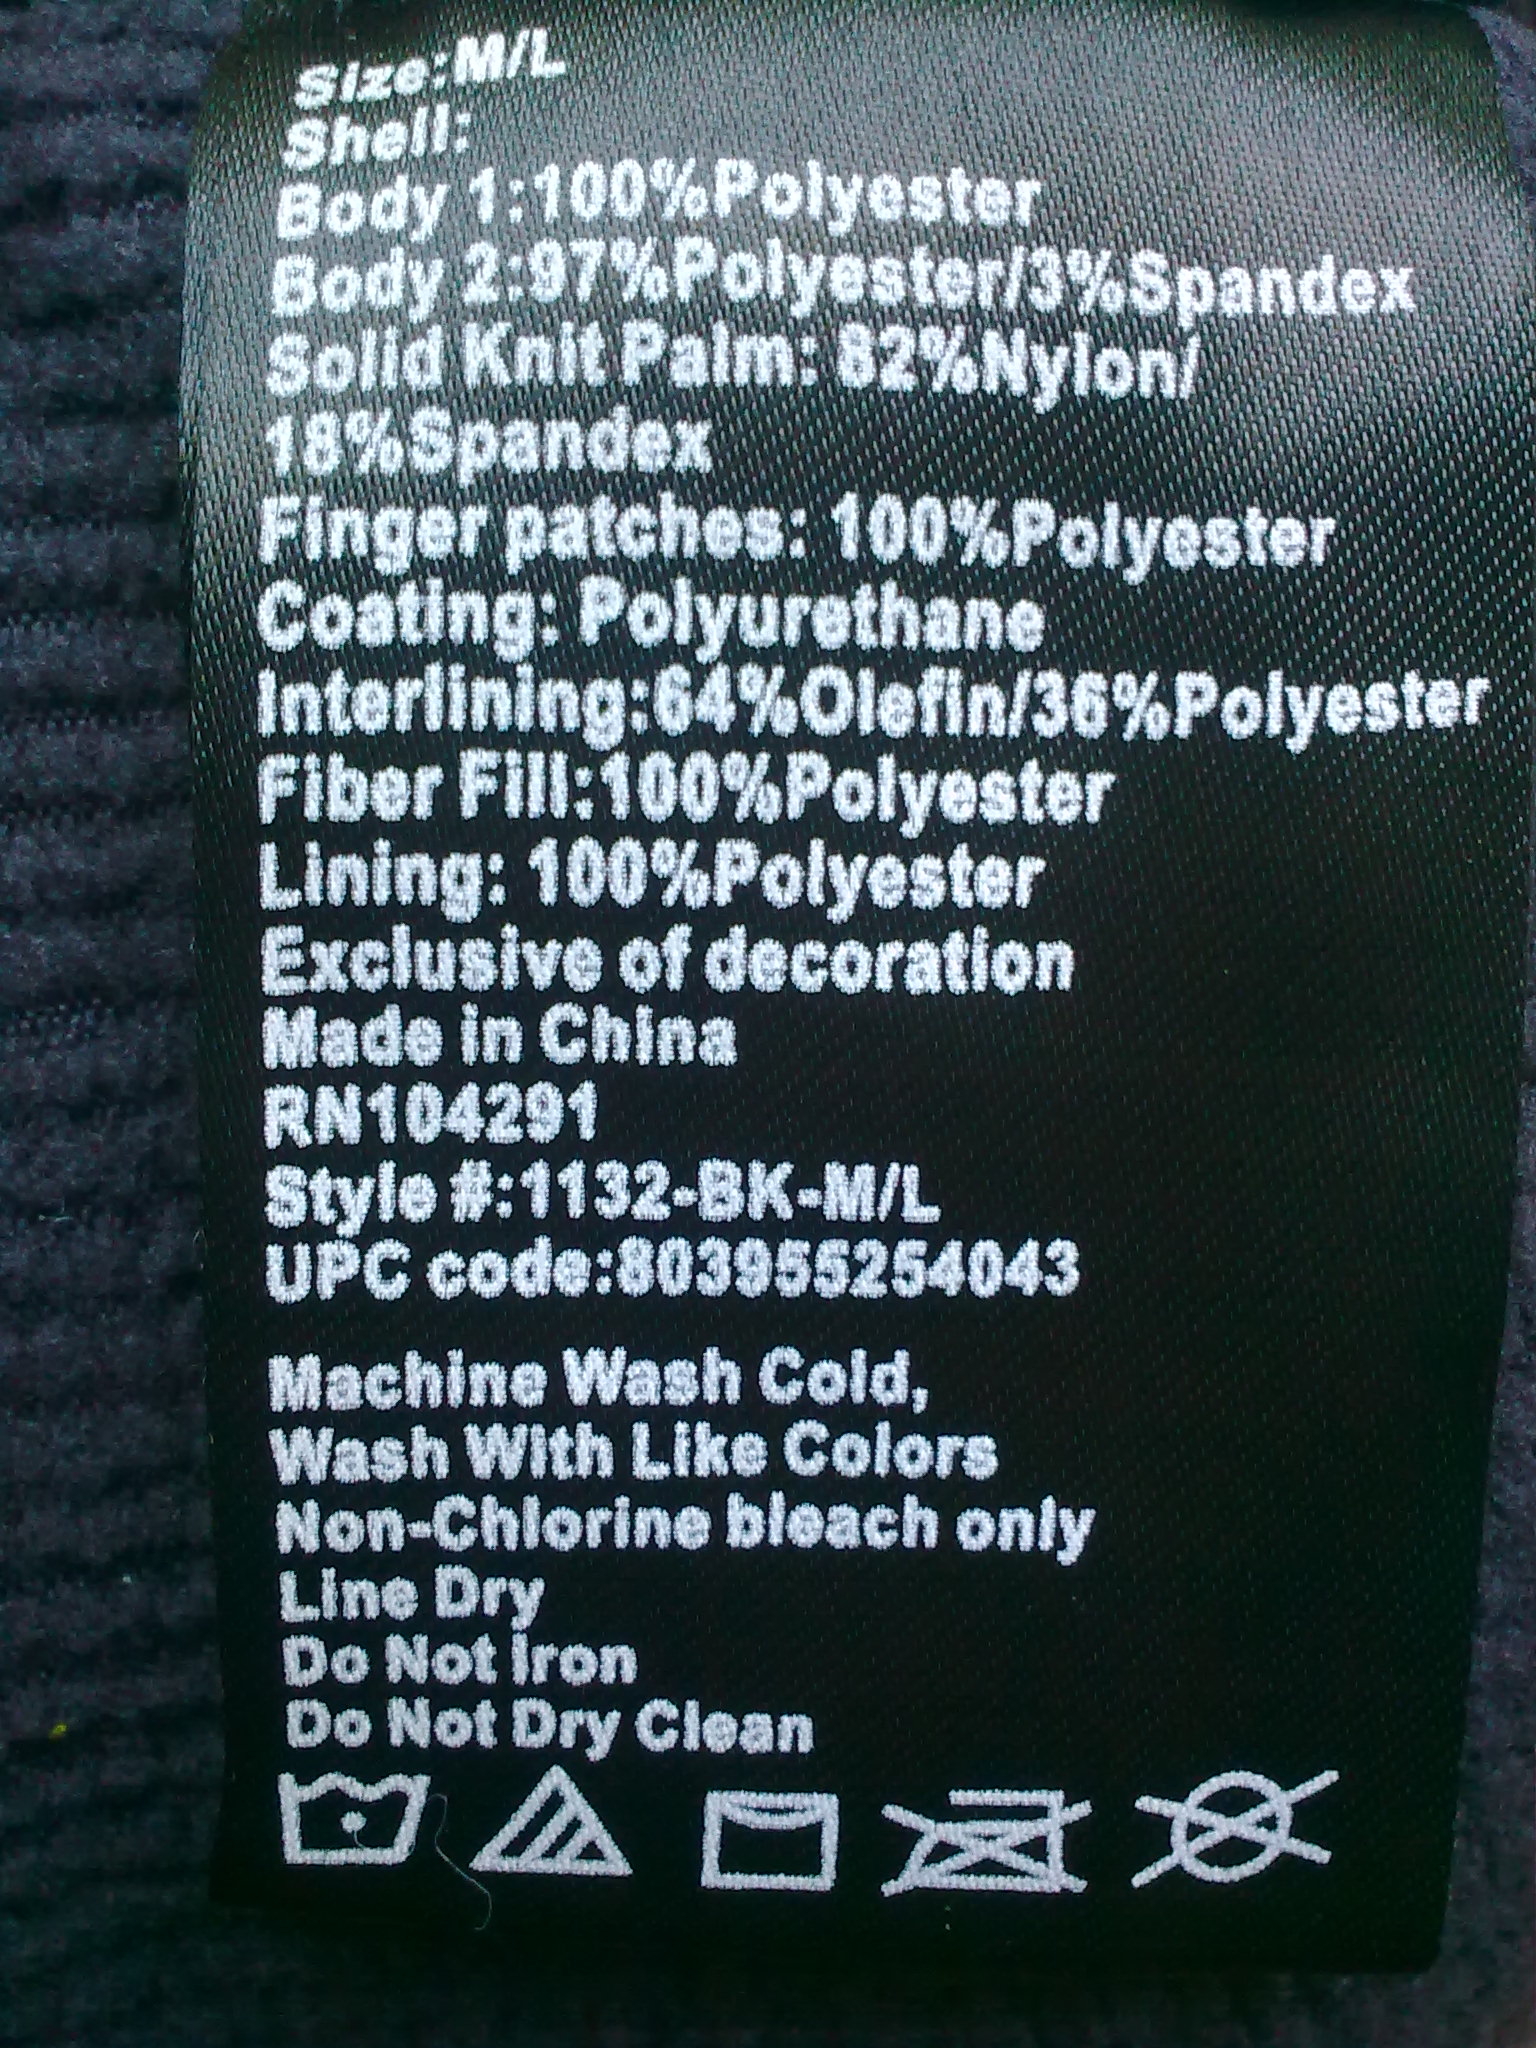 Size:M/L
Shell:
Body 1:100%Polyester
Body 2:97%Polyester/3%Spandex
Solid Knit Palm: 82%Nylon/
18%Spandex
Finger patches: 100%Polyester
Coating: Polyurethane
Interlining:64%Olefin/36%Polyester
Fiber Fill:100%Polyester
Lining: 100%Polyester
Exclusive of decoration
Made in China
RN104291
Style #:1132-BK-M/L
UPC code:803955254043
Machine Wash Cold,
Wash With Like Colors
Non-Chlorine bleach only
Line Dry
Do Not Iron
Do Not Dry Clean